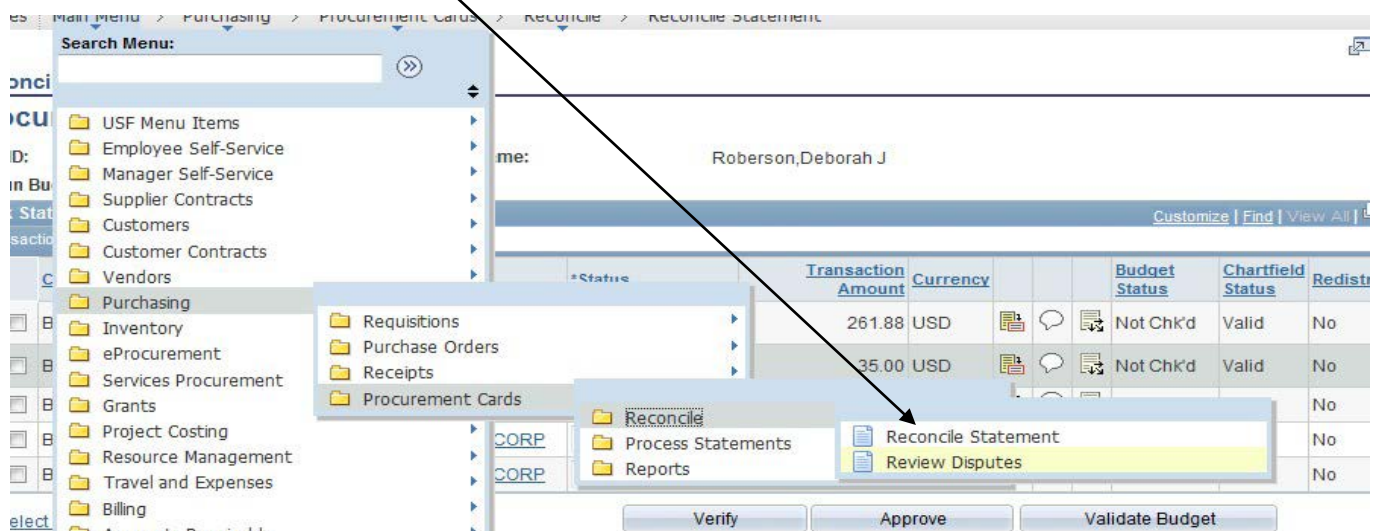 Main Menu > Purchasing > Procurement Cards > Reconcile > Reconcile Statement
Search Menu:
USF Menu Items
Employee Self-Service
Manager Self-Service
Supplier Contracts
Customers
Customer Contracts
Vendors
Purchasing
Inventory
eProcurement
Services Procurement
Grants
Project Costing
Resource Management
Travel and Expenses
Billing
Requisitions
Purchase Orders
Receipts
Procurement Cards
Reconcile
Process Statements
Reports
Reconcile Statement
Review Disputes
ID:
Roberson,Deborah J
Customize | Find | View All |
*Status Transaction Amount Currency Budget Status Chartfield Status
261.88 USD Not Chk'd Valid No
35.00 USD Not Chk'd Valid No
No
CORP No
CORP No
Verify Approve Validate Budget